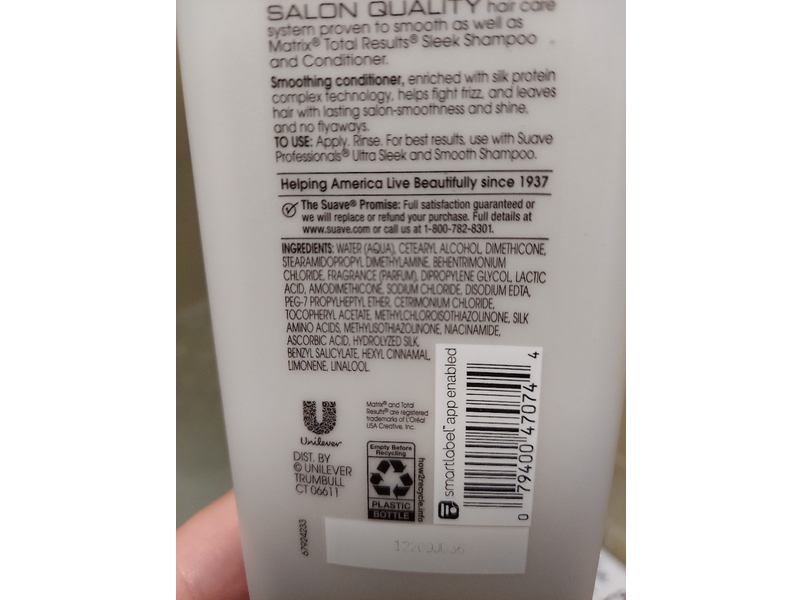 SALON QUALITY hair care
system proven to smooth as well as
Matrix® Total Results® Sleek Shampoo
and Conditioner.
Smoothing conditioner, enriched with silk protein
complex technology, helps fight frizz, and leaves
hair with lasting salon-smoothness and shine,
and no flyaways.
TO USE: Apply. Rinse. For best results, use with Suave
Professionals® Ultra Sleek and Smooth Shampoo.
Helping America Live Beautifully since 1937
The Suave® Promise: Full satisfaction guaranteed or
we will replace or refund your purchase. Full details at
www.suave.com or call us at 1-800-782-8301.
INGREDIENTS: WATER (AQUA), CETEARYL ALCOHOL, DIMETHICONE,
STEARAMIDOPROPYL DIMETHYLAMINE, BEHENTRIMONIUM
CHLORIDE, FRAGRANCE (PARFUM), DIPROPYLENE GLYCOL, LACTIC
ACID, AMODIMETHICONE, SODIUM CHLORIDE, DISODIUM EDTA,
PEG-7 PROPYLHEPTYL ETHER, CETRIMONIUM CHLORIDE,
TOCOPHERYL ACETATE, METHYLCHLOROISOTHIAZOLINONE, SILK
AMINO ACIDS, METHYLISOTHIAZOLINONE, NIACINAMIDE,
ASCORBIC ACID, HYDROLYZED SILK,
BENZYL SALICYLATE, HEXYL CINNAMAL,
LIMONENE, LINALOOL.
Matrix® and Total
Results® are registered
trademarks of L'Oréal
USA Creative, Inc.
Unilever
DIST. BY
© UNILEVER
TRUMBULL
CT 06611
Empty Before
Recycling
PLASTIC
BOTTLE
how2recycle.info
smartlabel™ app enabled
0 79400 47074 4
67924233